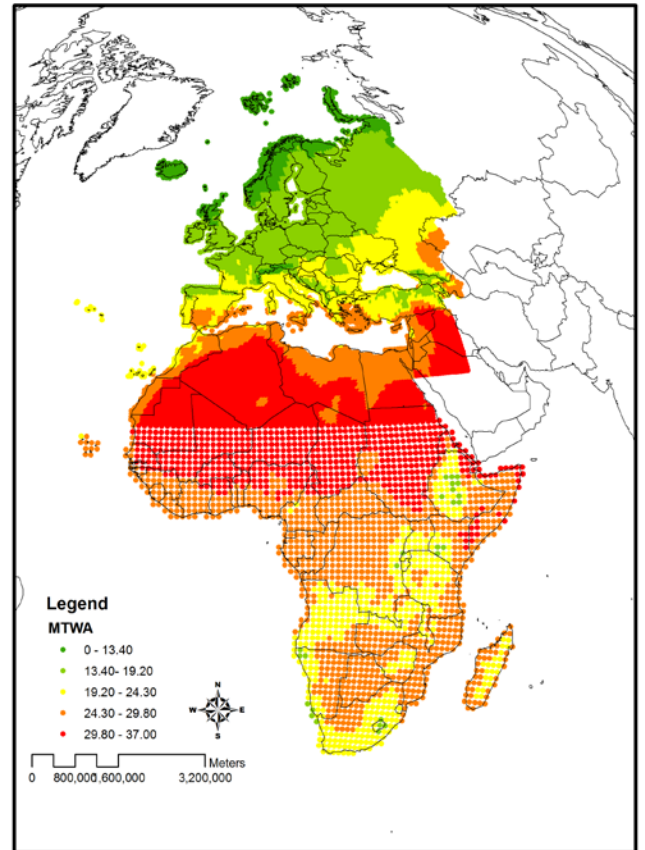 Legend
MTWA
0 - 13.40
13.40- 19.20
19.20 - 24.30
24.30 - 29.80
29.80 - 37.00
N
W E
S
Meters
0 800,000 1,600,000 3,200,000